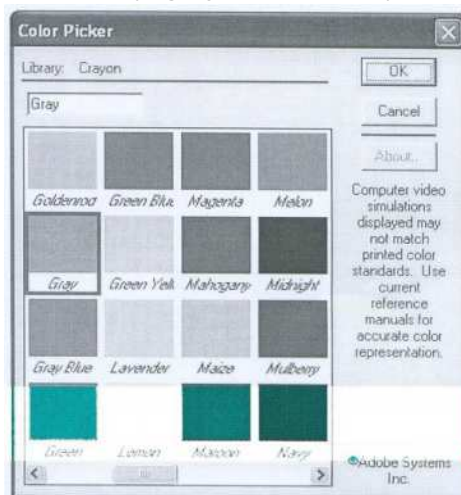 Color Picker
Library: Crayon
OK
Gray
Cancel
About...
Goldenrod Green Blu Magenta Melon
Gray Green Yell Mahogany Midnight
Gray Blue Lavender Maize Mulberry
Green Lemon Maroon Navy
Computer video
simulations
displayed may
not match
printed color
standards. Use
current
reference
manuals for
accurate color
representation.
©Adobe Systems
Inc.